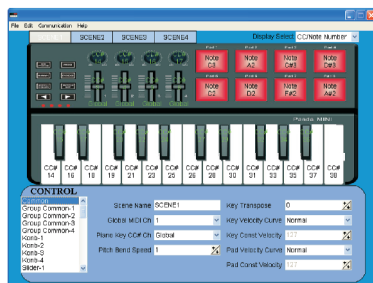 File Edit Communication Help
SCENE2 SCENE3 SCENE4 Display Select CC/Note Number
Note C3 Note A2 Note C#3 Note D#3
Note C2 Note D2 Note F#2 Note A#2
Panda MINI
CC# 14 CC# 16 CC# 18 CC# 19 CC# 21 CC# 23 CC# 24 CC# 26 CC# 28 CC# 30 CC# 31 CC# 33 CC# 35 CC# 36 CC# 38
CONTROL
Common
Group Common-1
Group Common-2
Group Common-3
Group Common-4
Knob-1
Knob-2
Knob-3
Knob-4
Slider-1
Scene Name SCENE1
Global MIDI Ch 1
Piano Key CC# Ch Global
Pitch Bend Speed 1
Key Transpose 0
Key Velocity Curve Normal
Key Const Velocity 127
Pad Velocity Curve Normal
Pad Const Velocity 127